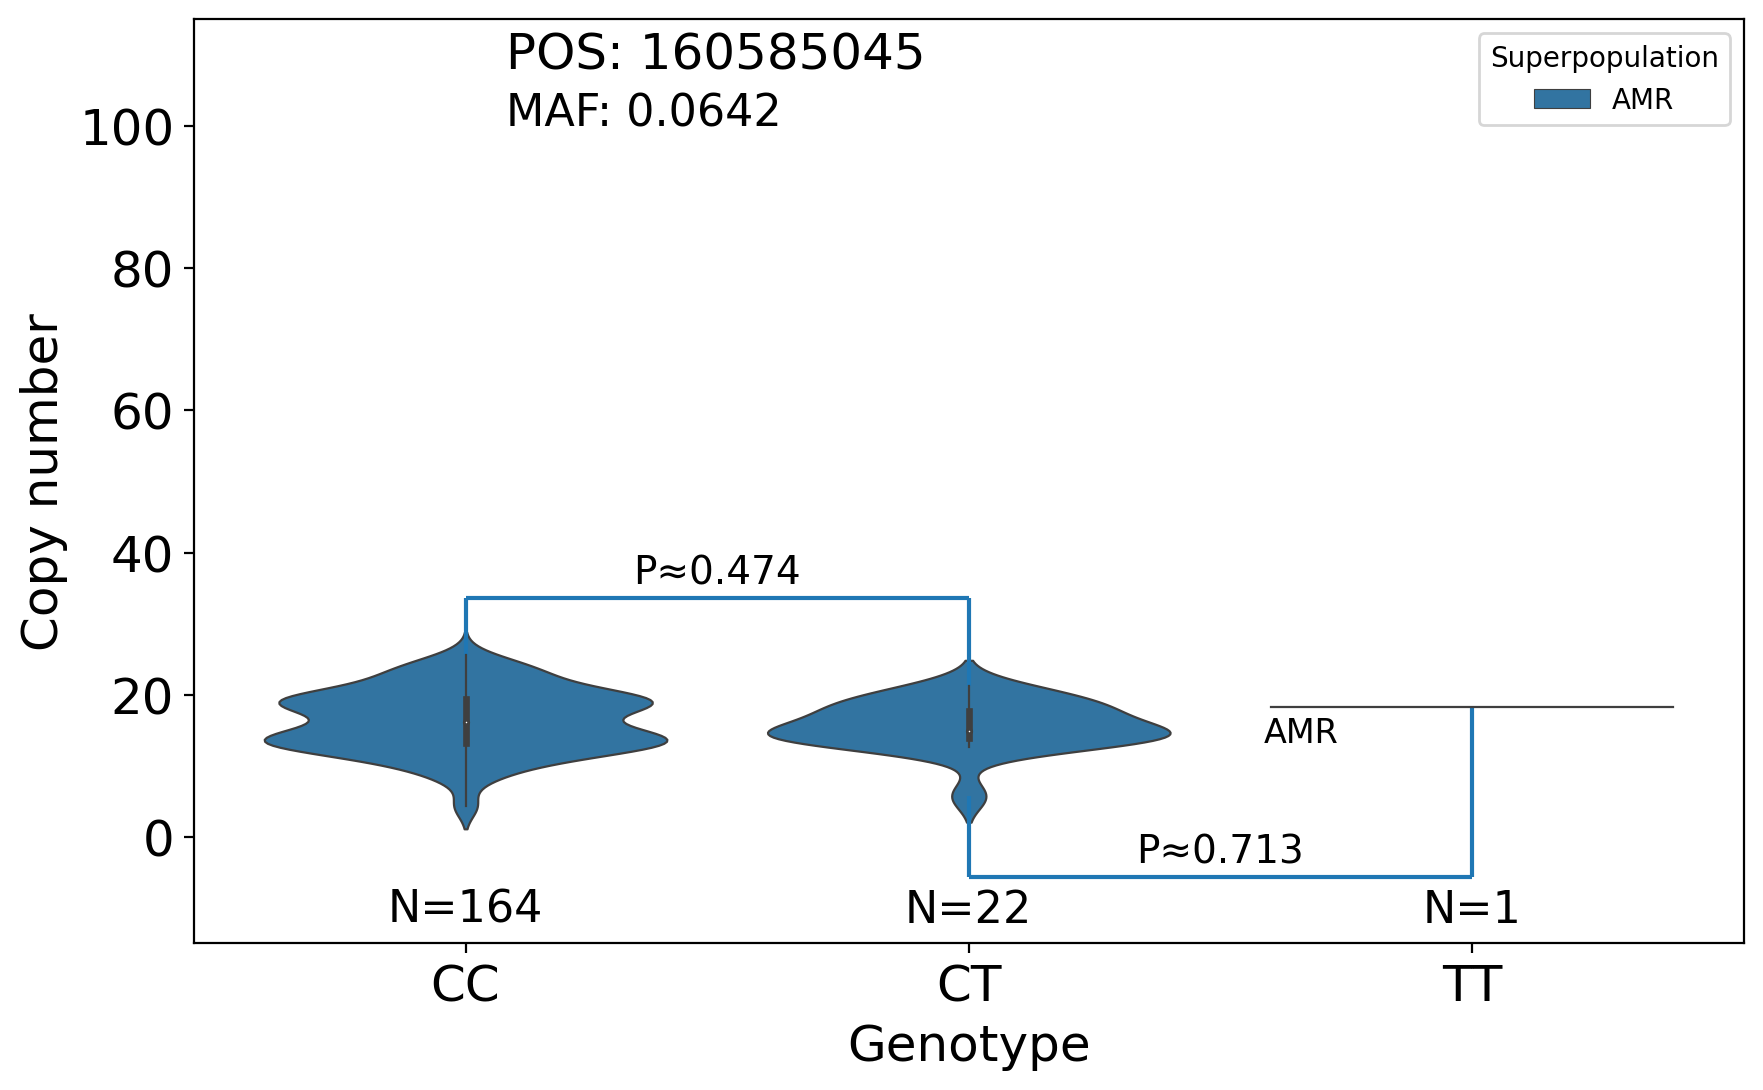 POS: 160585045
MAF: 0.0642
Superpopulation
AMR
Copy number
100
80
60
40
20
0
P≈0.474
AMR
P≈0.713
N=164
N=22
N=1
CC
CT
TT
Genotype